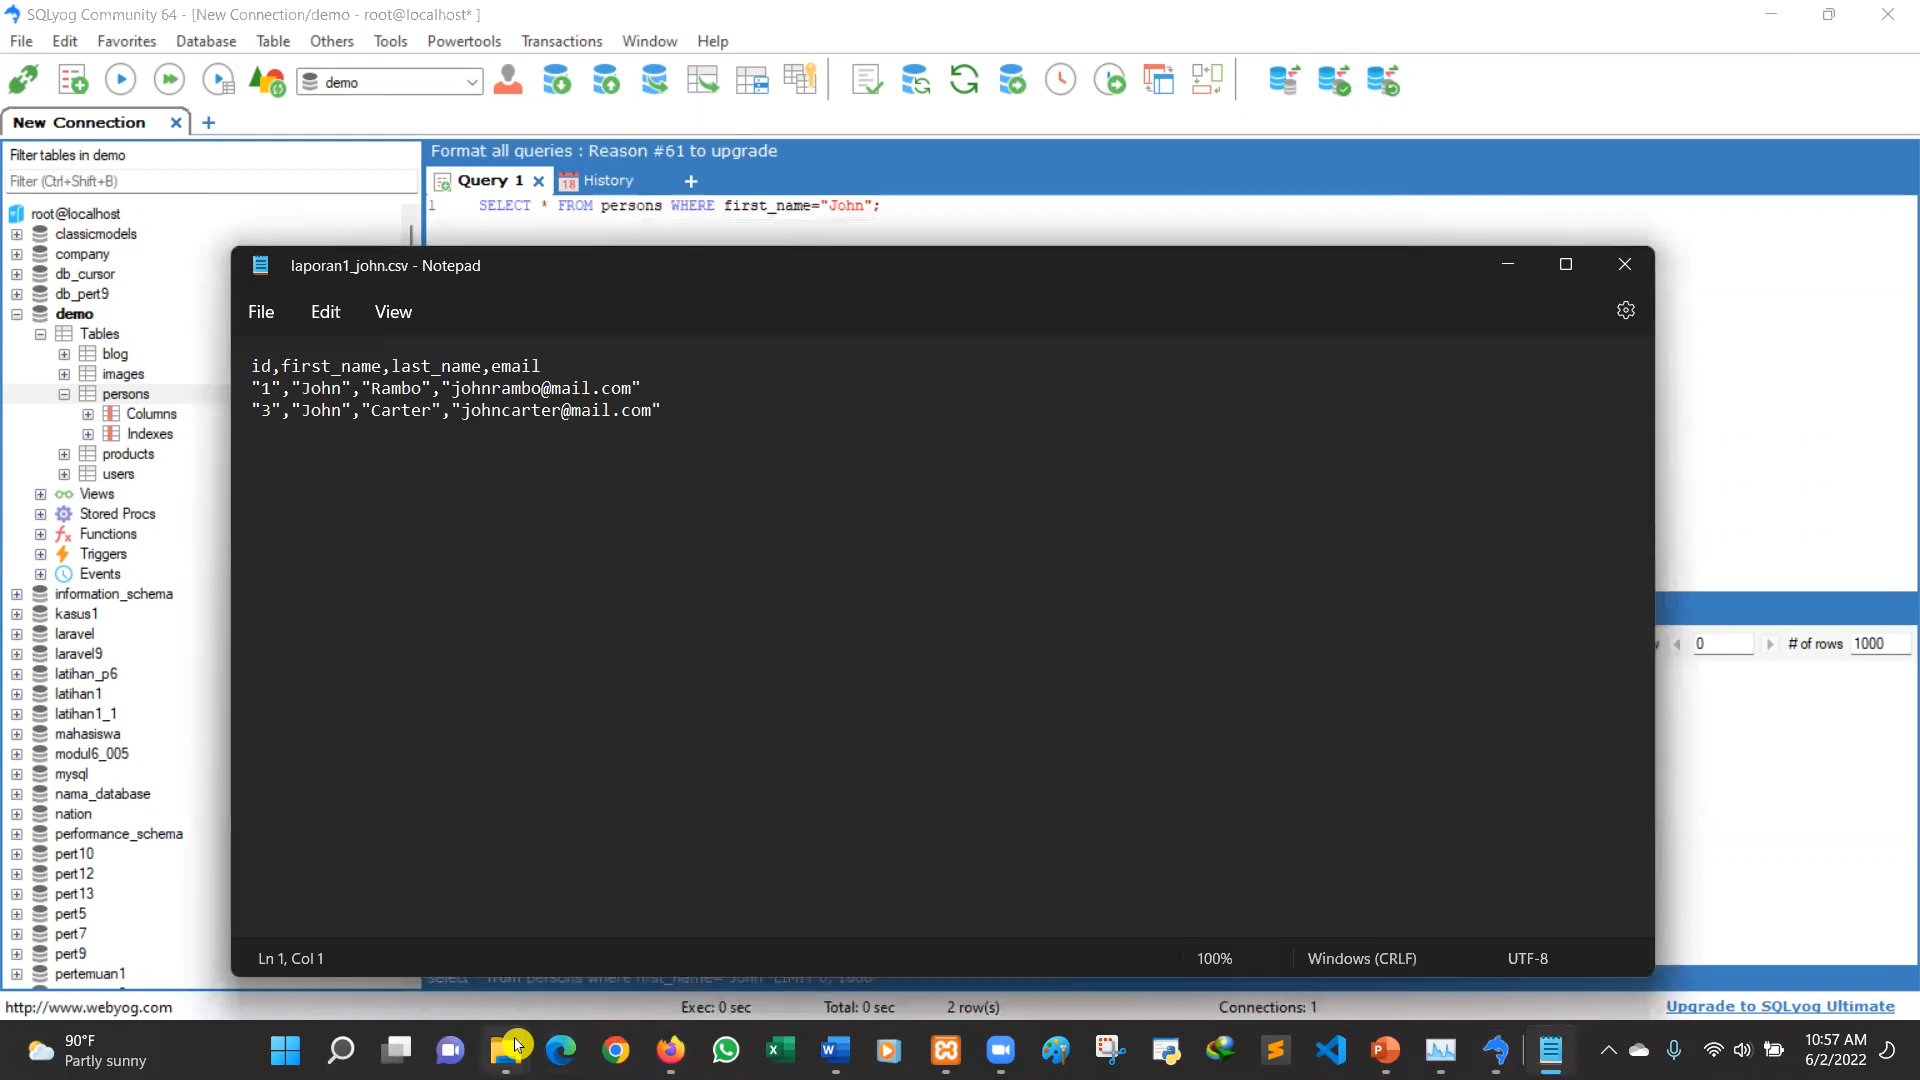 SQLyog Community 64 - [New Connection/demo - root@localhost* ]
File Edit Favorites Database Table Others Tools Powertools Transactions Window Help
demo
New Connection
Filter tables in demo
Filter (Ctrl+Shift+B)
root@localhost
classicmodels
company
db_cursor
db_pert9
demo
Tables
blog
images
persons
Columns
Indexes
products
users
Views
Stored Procs
Functions
Triggers
Events
information_schema
kasus1
laravel
laravel9
latihan_p6
latihan1
latihan1_1
mahasiswa
modul6_005
mysql
nama_database
nation
performance_schema
pert10
pert12
pert13
pert5
pert7
pert9
pertemuan1
Format all queries : Reason #61 to upgrade
Query 1
18 History
1 SELECT * FROM persons WHERE first_name="John";
laporan1_john.csv - Notepad
File Edit View
id,first_name,last_name,email
"1","John","Rambo","johnrambo@mail.com"
"3","John","Carter","johncarter@mail.com"
Ln 1, Col 1
100%
Windows (CRLF)
UTF-8
0
# of rows 1000
http://www.webyog.com
Exec: 0 sec
Total: 0 sec
2 row(s)
Connections: 1
Upgrade to SQLyog Ultimate
90°F
Partly sunny
10:57 AM
6/2/2022